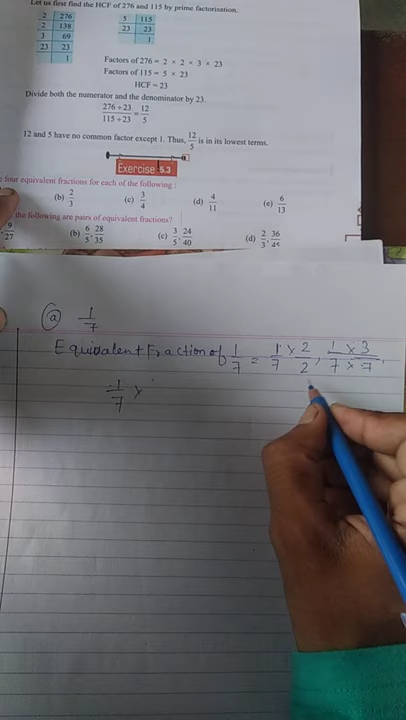 Let us first find the HCF of 276 and 115 by prime factorisation.
2 276 5 115
2 138 23 23
3 69 1
23 23
1
Factors of 276 = 2 × 2 × 3 × 23
Factors of 115 = 5 × 23
HCF = 23
Divide both the numerator and the denominator by 23.
276 ÷ 23 / 115 ÷ 23 = 12/5
12 and 5 have no common factor except 1. Thus, 12/5 is in its lowest terms.
Exercise 5.3
four equivalent fractions for each of the following :
(b) 2/3 (c) 3/4 (d) 4/11 (e) 6/13
the following are pairs of equivalent fractions?
9/27 (b) 6/5, 28/35 (c) 3/5, 24/40 (d) 2/3, 36/45
(a) 1/7
Equivalent Fraction of 1/7 = 1 × 2 / 7 2, 1 × 3 / 7 × 7,
1/7 ×